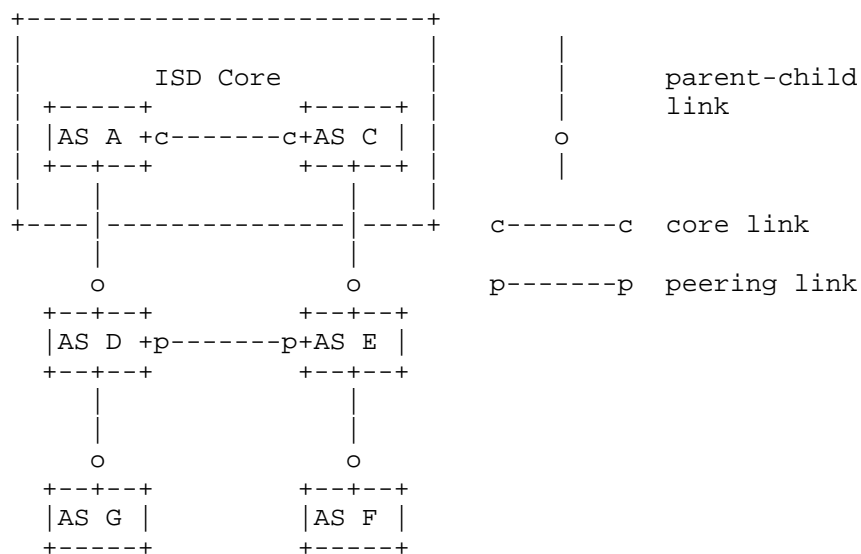 ISD Core
parent-child
link
AS A c c AS C
o
c c core link
o o
p p peering link
AS D p p AS E
o o
AS G AS F